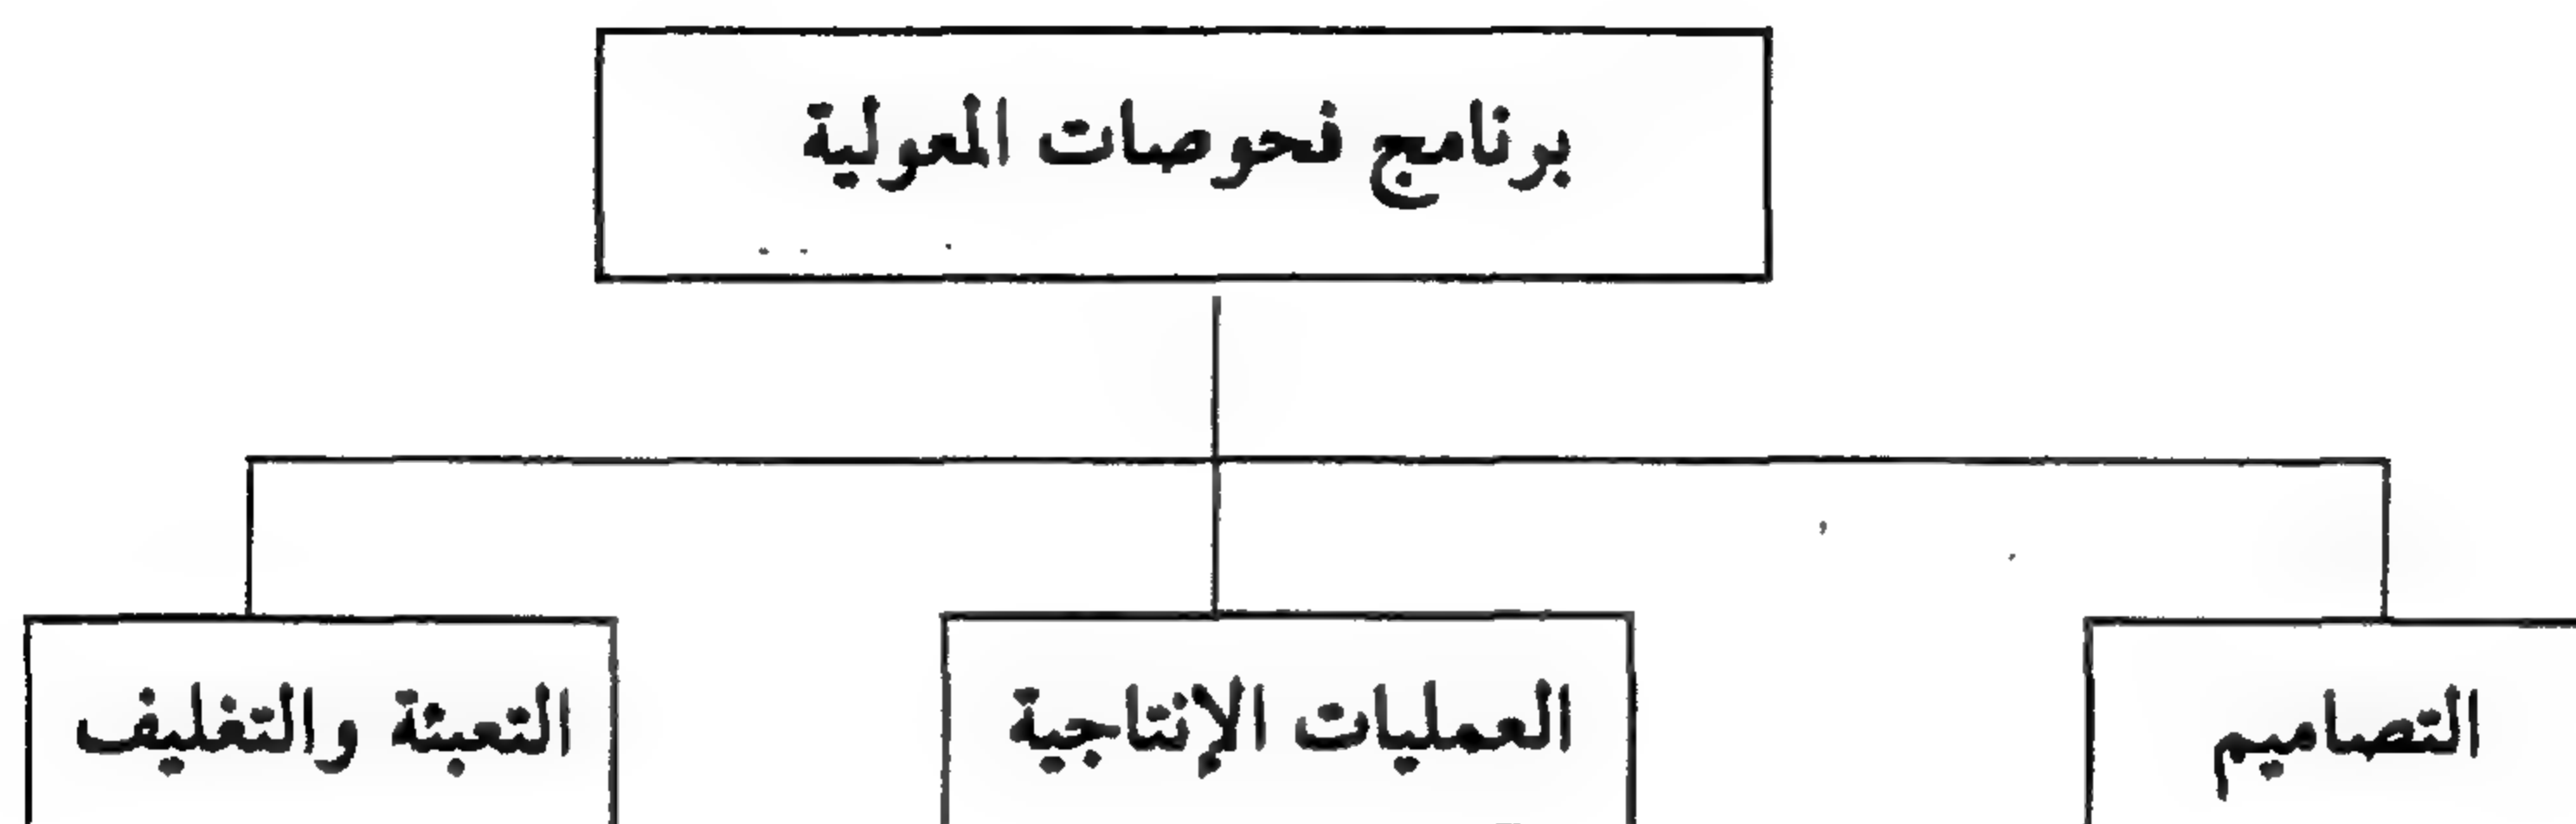 برنامج فحوصات المعولية
التصاميم
العمليات الإنتاجية
التعبئة والتغليف